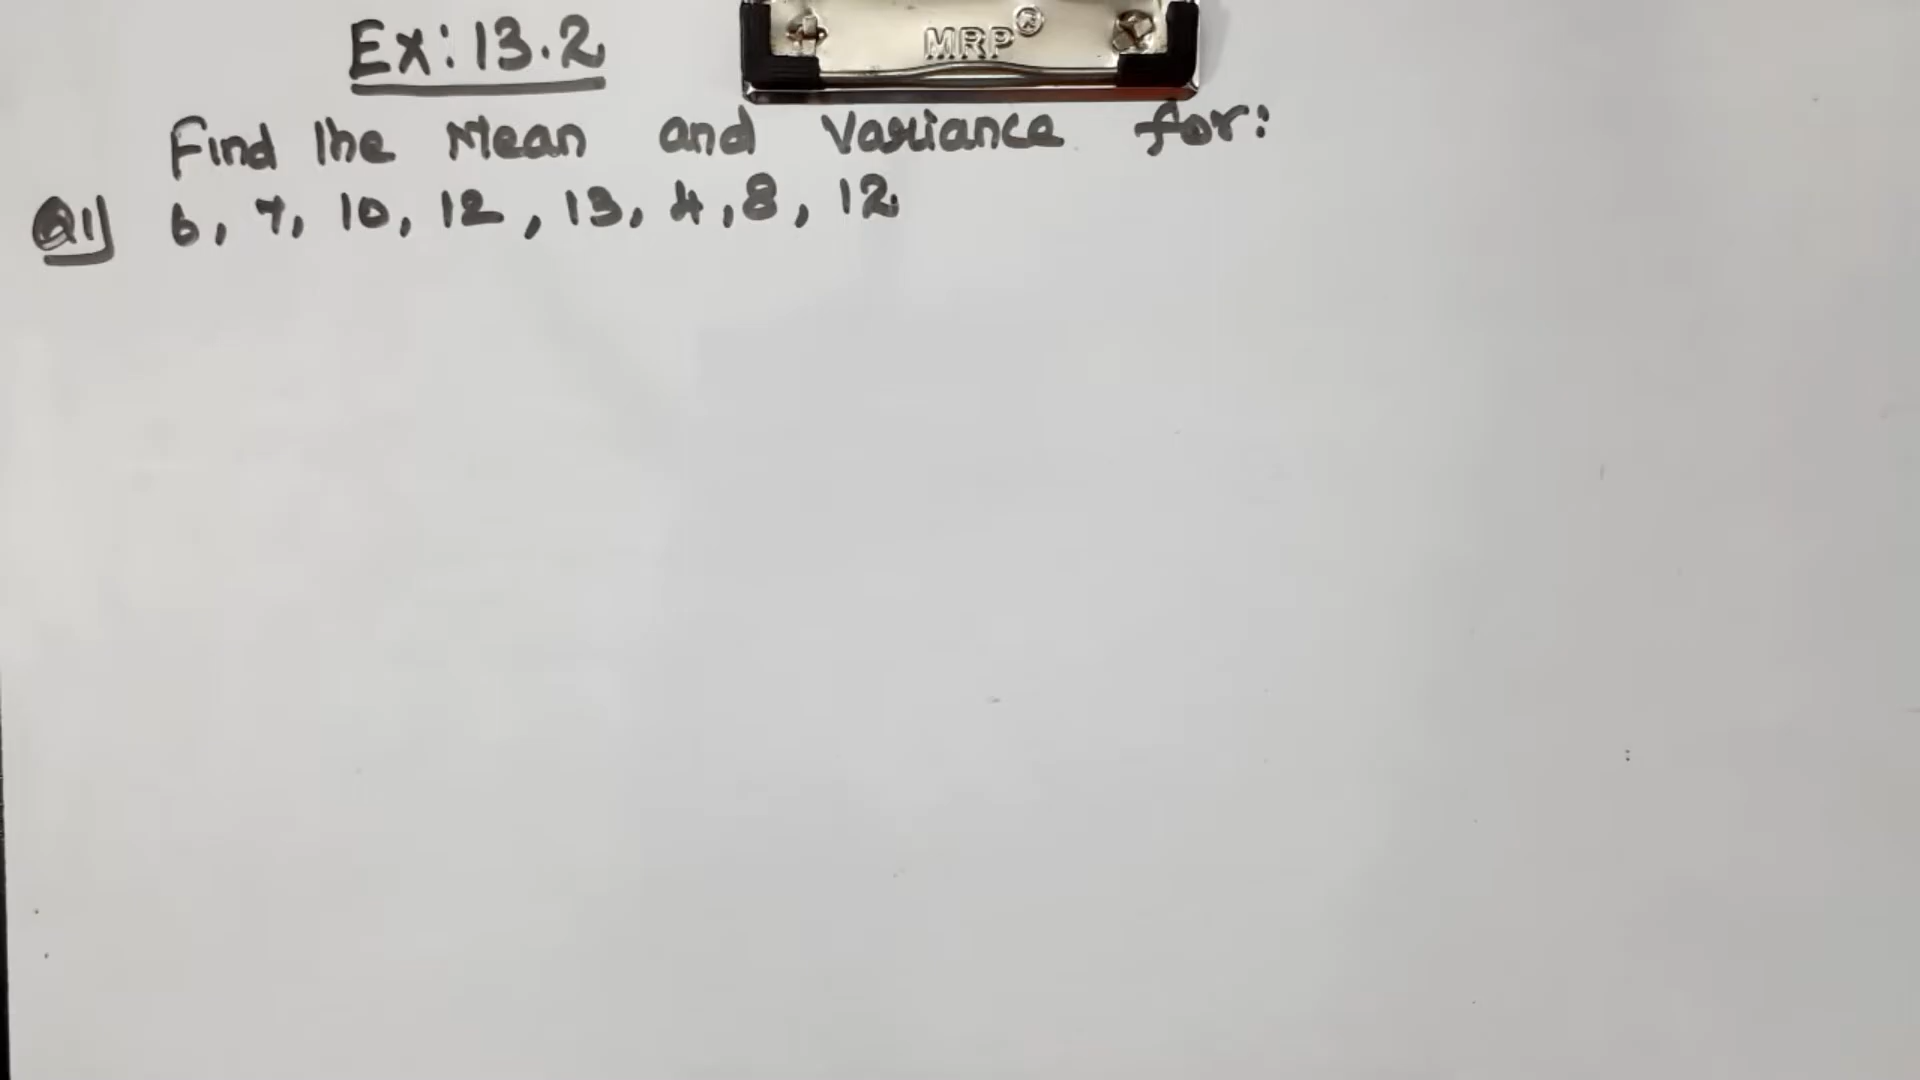 Ex: 13.2
MRP®
Find the Mean and Variance for:
Q1) 6, 7, 10, 12, 13, 4, 8, 12